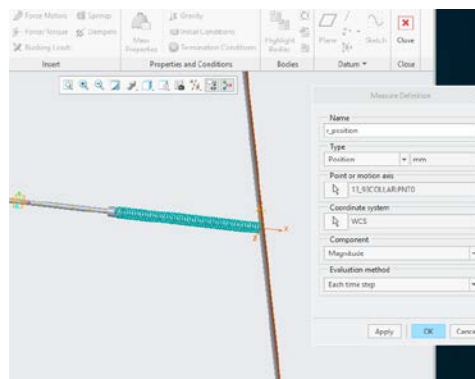 Force Motors
Springs
Gravity
Force/Torque
Dampers
Initial Conditions
Bushing Loads
Mass
Properties
Termination Conditions
Highlight
Bodies
Plane
Sketch
Close
Insert
Properties and Conditions
Bodies
Datum
Close
Measure Definition
Name
r_position
Type
Position
mm
Point or motion axis
Coordinate system
WCS
Component
Magnitude
Evaluation method
Each time step
Apply
OK
Cance
X
Z